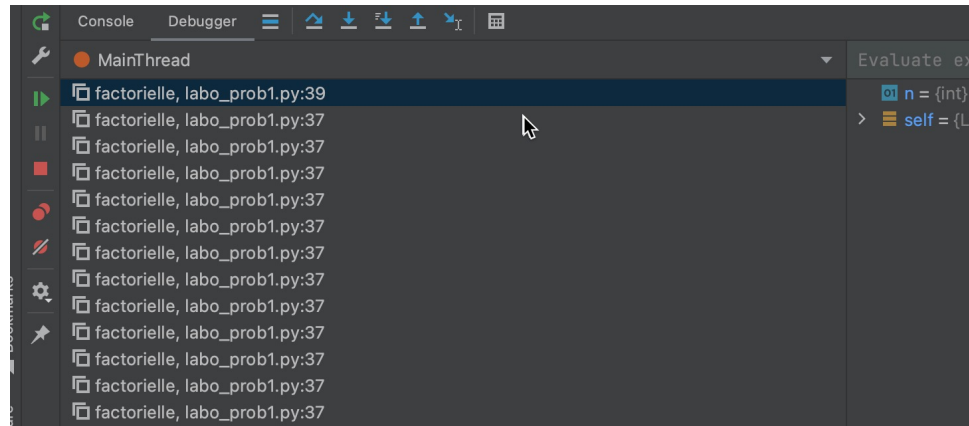 Console Debugger
MainThread
Evaluate ex
factorielle, labo_prob1.py:39
n = {int}
factorielle, labo_prob1.py:37
self = {L
factorielle, labo_prob1.py:37
factorielle, labo_prob1.py:37
factorielle, labo_prob1.py:37
factorielle, labo_prob1.py:37
factorielle, labo_prob1.py:37
factorielle, labo_prob1.py:37
factorielle, labo_prob1.py:37
factorielle, labo_prob1.py:37
factorielle, labo_prob1.py:37
factorielle, labo_prob1.py:37
factorielle, labo_prob1.py:37